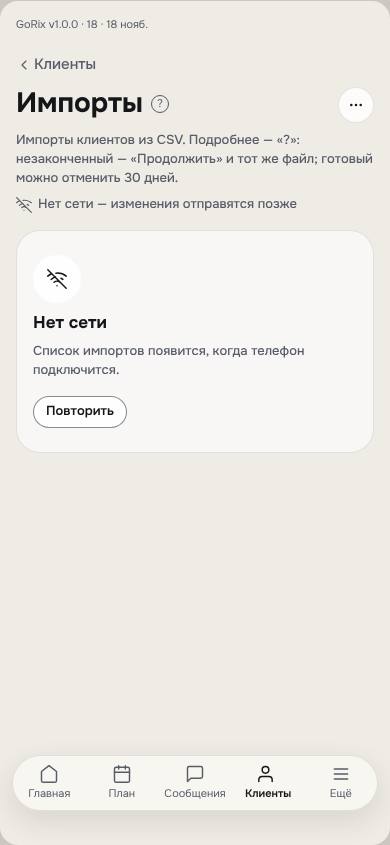 GoRix v1.0.0 · 18 · 18 нояб.
Клиенты
Импорты ?
Импорты клиентов из CSV. Подробнее — «?»:
незаконченный — «Продолжить» и тот же файл; готовый
можно отменить 30 дней.
Нет сети — изменения отправятся позже
Нет сети
Список импортов появится, когда телефон
подключится.
Повторить
Главная План Сообщения Клиенты Ещё